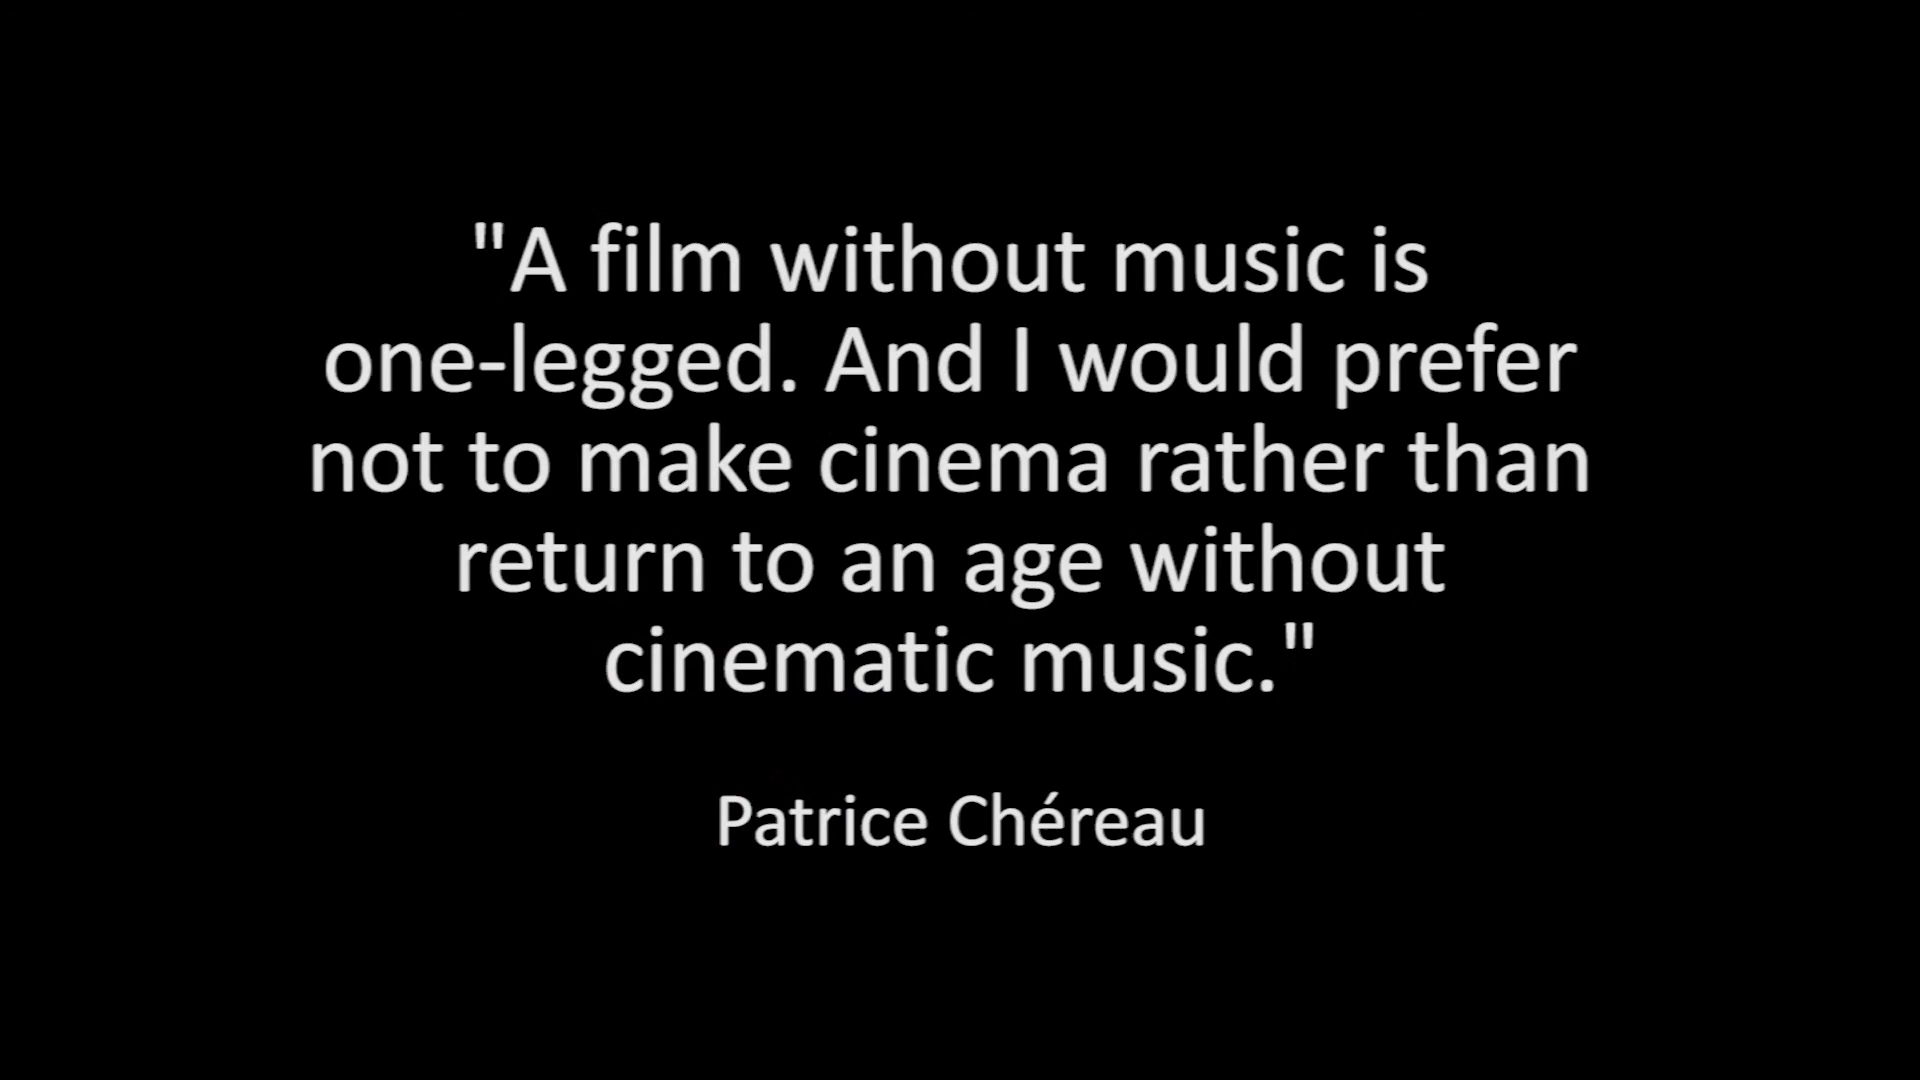 "A film without music is
one-legged. And I would prefer
not to make cinema rather than
return to an age without
cinematic music."
Patrice Chéreau